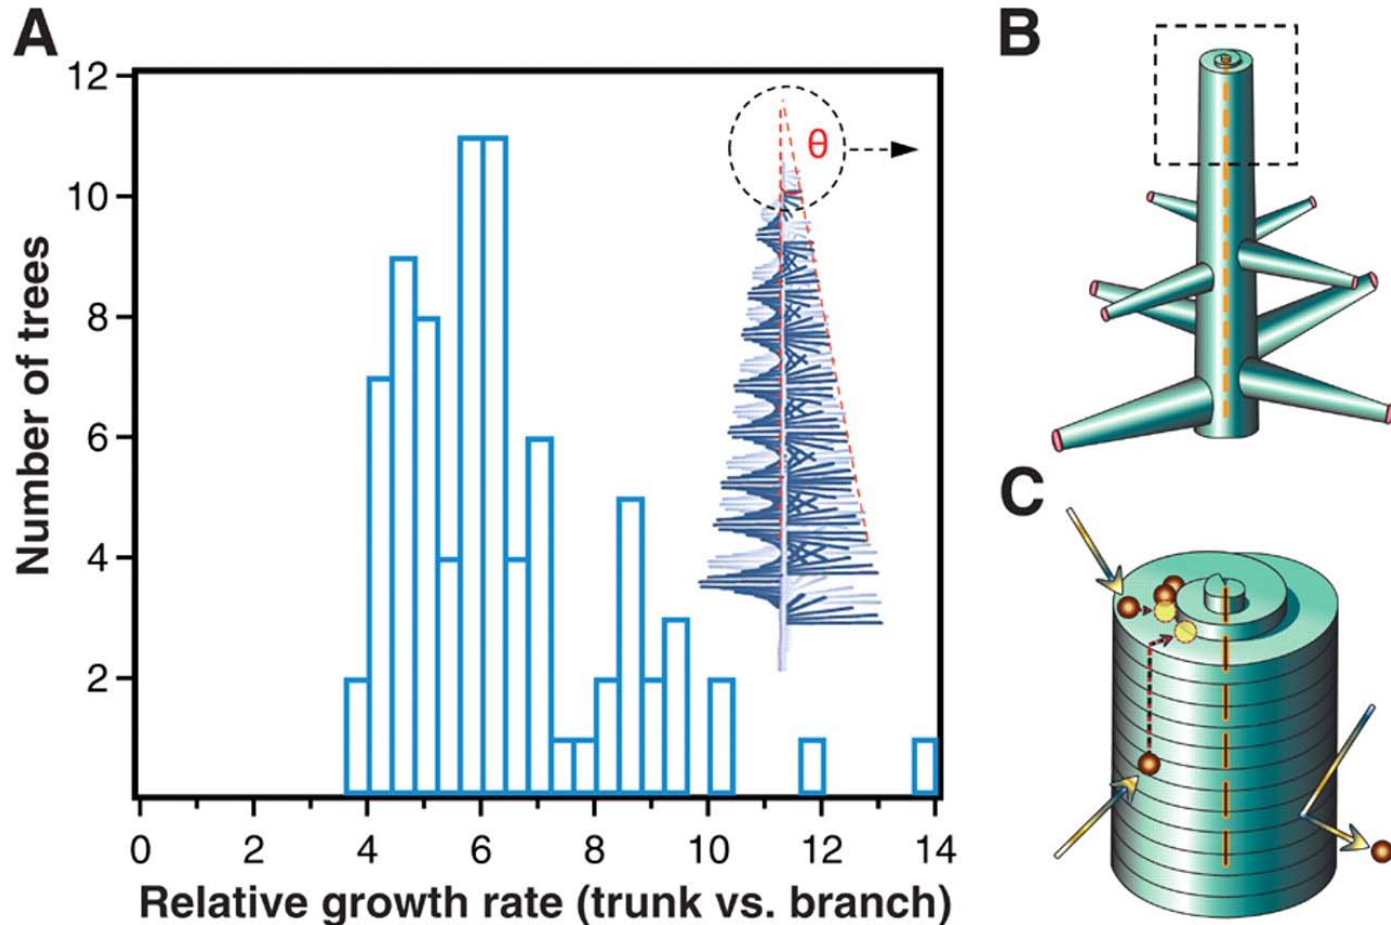 A
12
10
8
6
4
2
Number of trees
θ
0 2 4 6 8 10 12 14
Relative growth rate (trunk vs. branch)
B
C